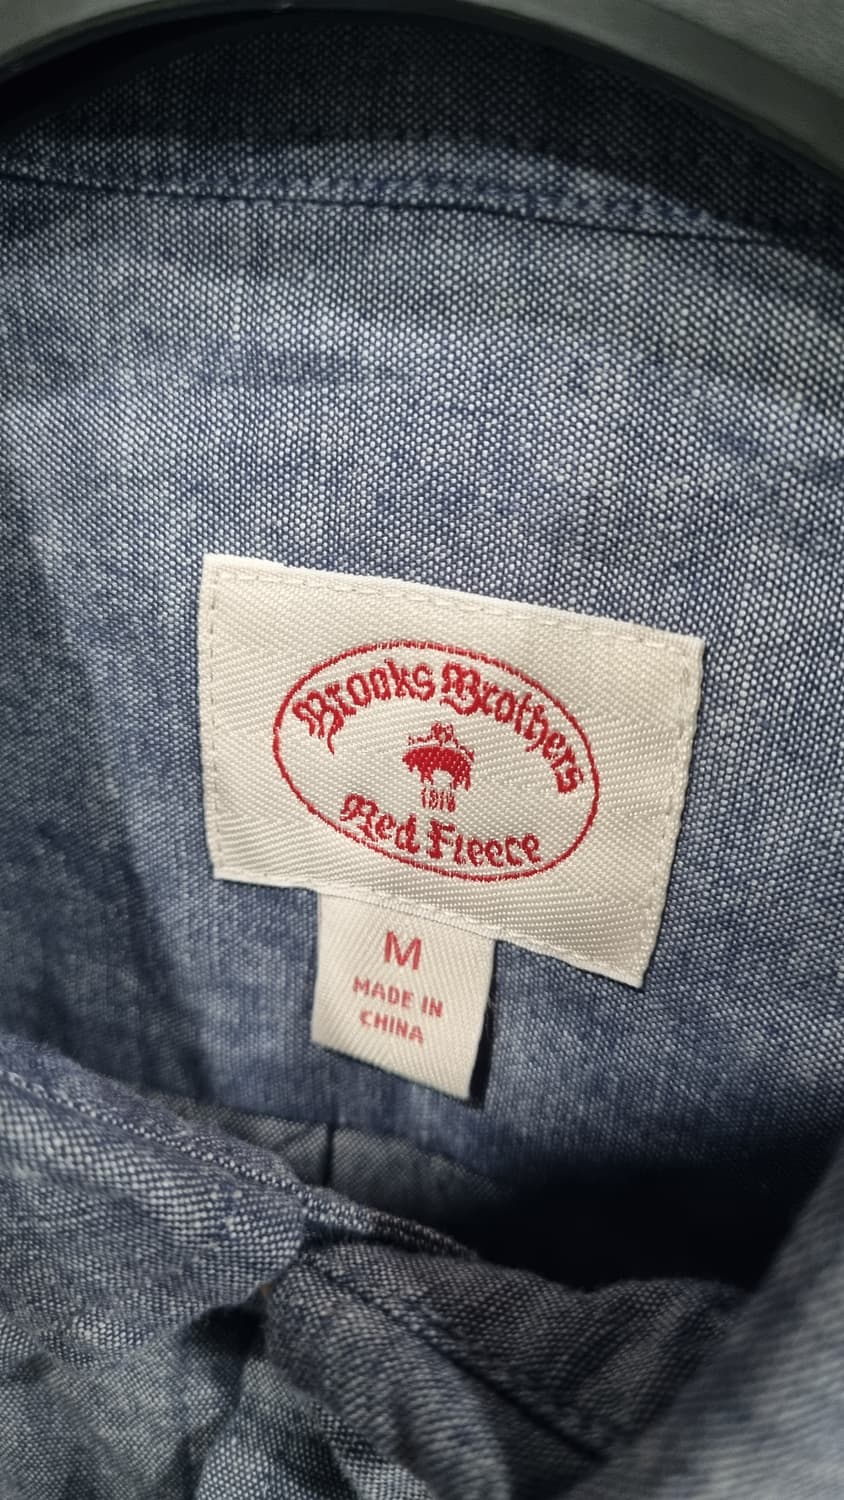 Brooks Brothers
1818
Red Fleece
M
MADE IN
CHINA